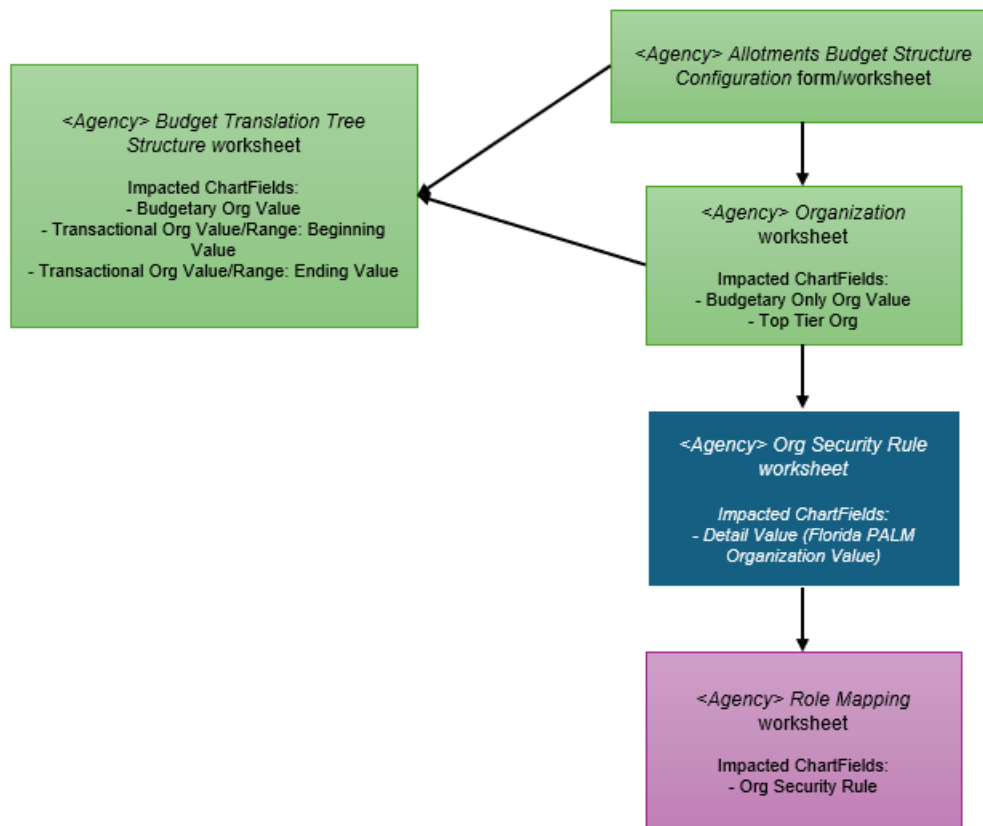 <Agency> Allotments Budget Structure
Configuration form/worksheet
<Agency> Budget Translation Tree
Structure worksheet
Impacted ChartFields:
- Budgetary Org Value
- Transactional Org Value/Range: Beginning
Value
- Transactional Org Value/Range: Ending Value
<Agency> Organization
worksheet
Impacted ChartFields:
- Budgetary Only Org Value
- Top Tier Org
<Agency> Org Security Rule
worksheet
Impacted ChartFields:
- Detail Value (Florida PALM
Organization Value)
<Agency> Role Mapping
worksheet
Impacted ChartFields:
- Org Security Rule